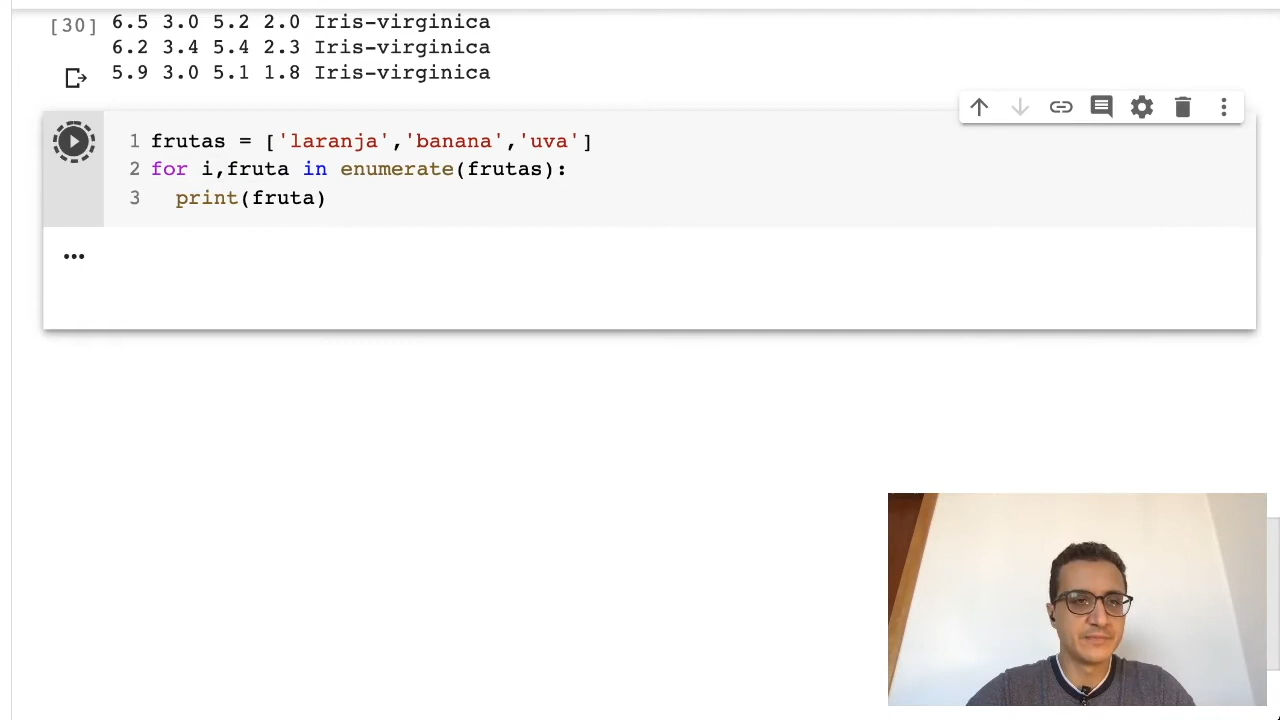 [30] 6.5 3.0 5.2 2.0 Iris-virginica
6.2 3.4 5.4 2.3 Iris-virginica
5.9 3.0 5.1 1.8 Iris-virginica
1 frutas = ['laranja','banana','uva']
2 for i,fruta in enumerate(frutas):
3   print(fruta)